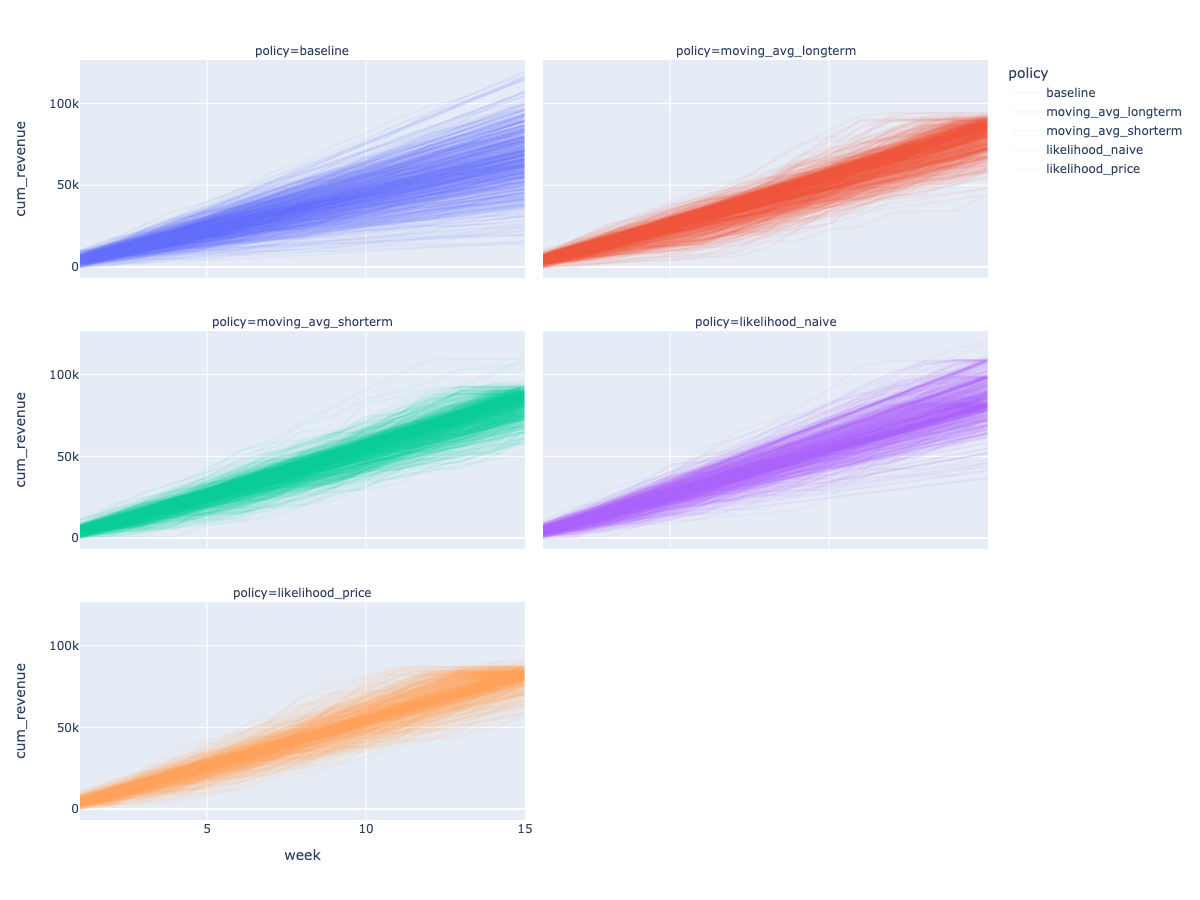 policy=baseline
policy=moving_avg_longterm
policy
baseline
moving_avg_longterm
moving_avg_shorterm
likelihood_naive
likelihood_price
100k
50k
0
cum_revenue
policy=moving_avg_shorterm
policy=likelihood_naive
100k
50k
0
cum_revenue
policy=likelihood_price
100k
50k
0
cum_revenue
5
10
15
week